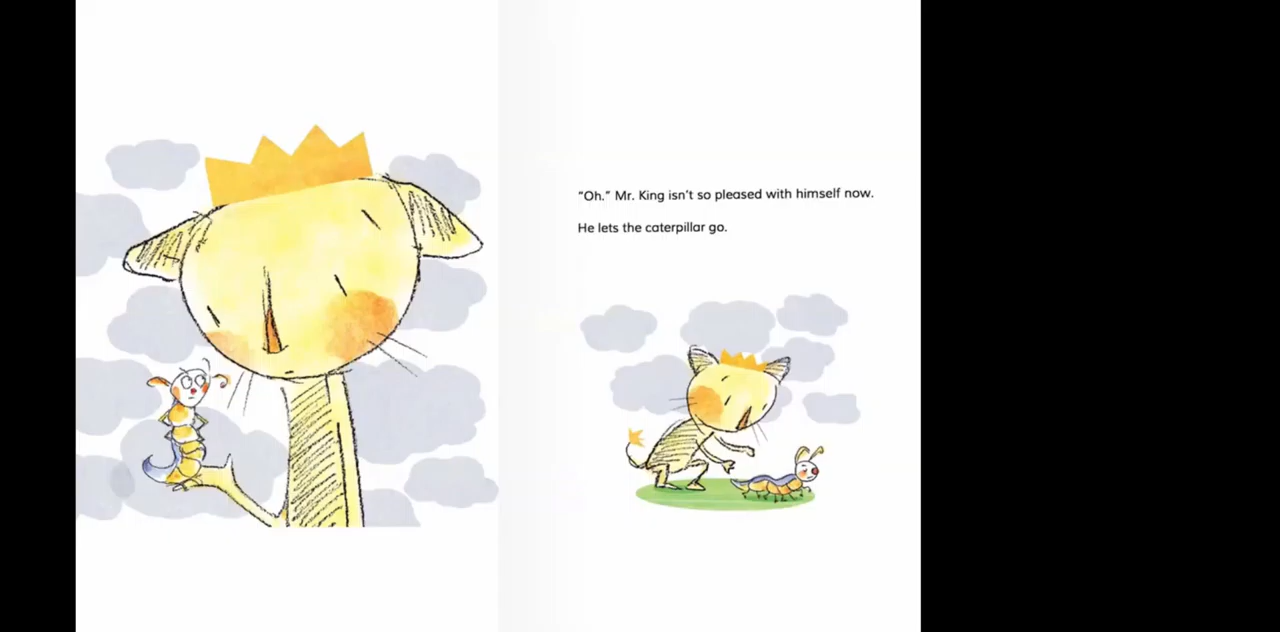 “Oh.” Mr. King isn’t so pleased with himself now.
He lets the caterpillar go.